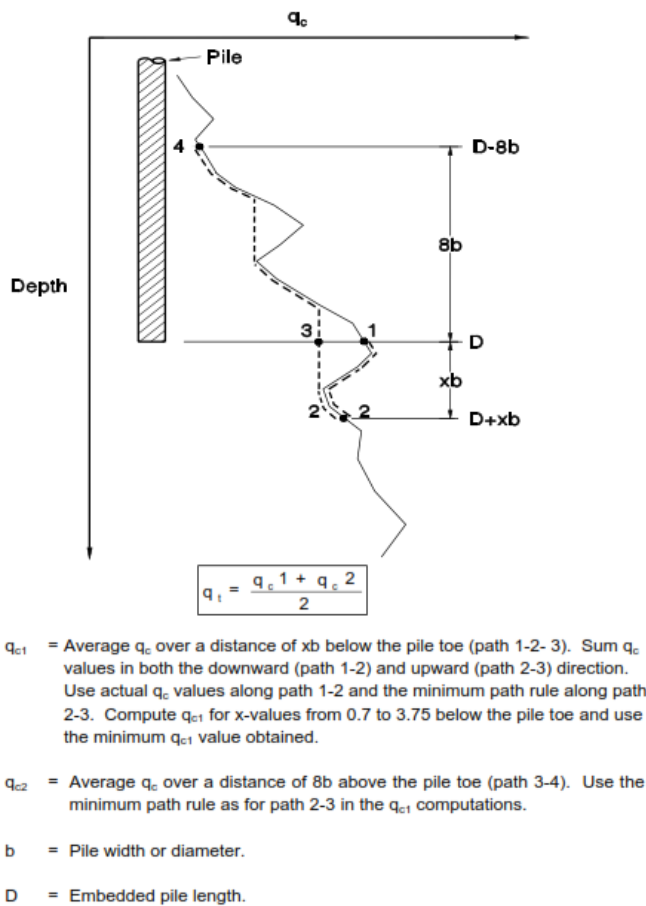 qc
Pile
4
D-8b
8b
Depth
3
1
D
xb
2
2
D+xb
q t = q c 1 + q c 2
2
qc1 = Average qc over a distance of xb below the pile toe (path 1-2- 3). Sum qc
values in both the downward (path 1-2) and upward (path 2-3) direction.
Use actual qc values along path 1-2 and the minimum path rule along path
2-3. Compute qc1 for x-values from 0.7 to 3.75 below the pile toe and use
the minimum qc1 value obtained.
qc2 = Average qc over a distance of 8b above the pile toe (path 3-4). Use the
minimum path rule as for path 2-3 in the qc1 computations.
b = Pile width or diameter.
D = Embedded pile length.